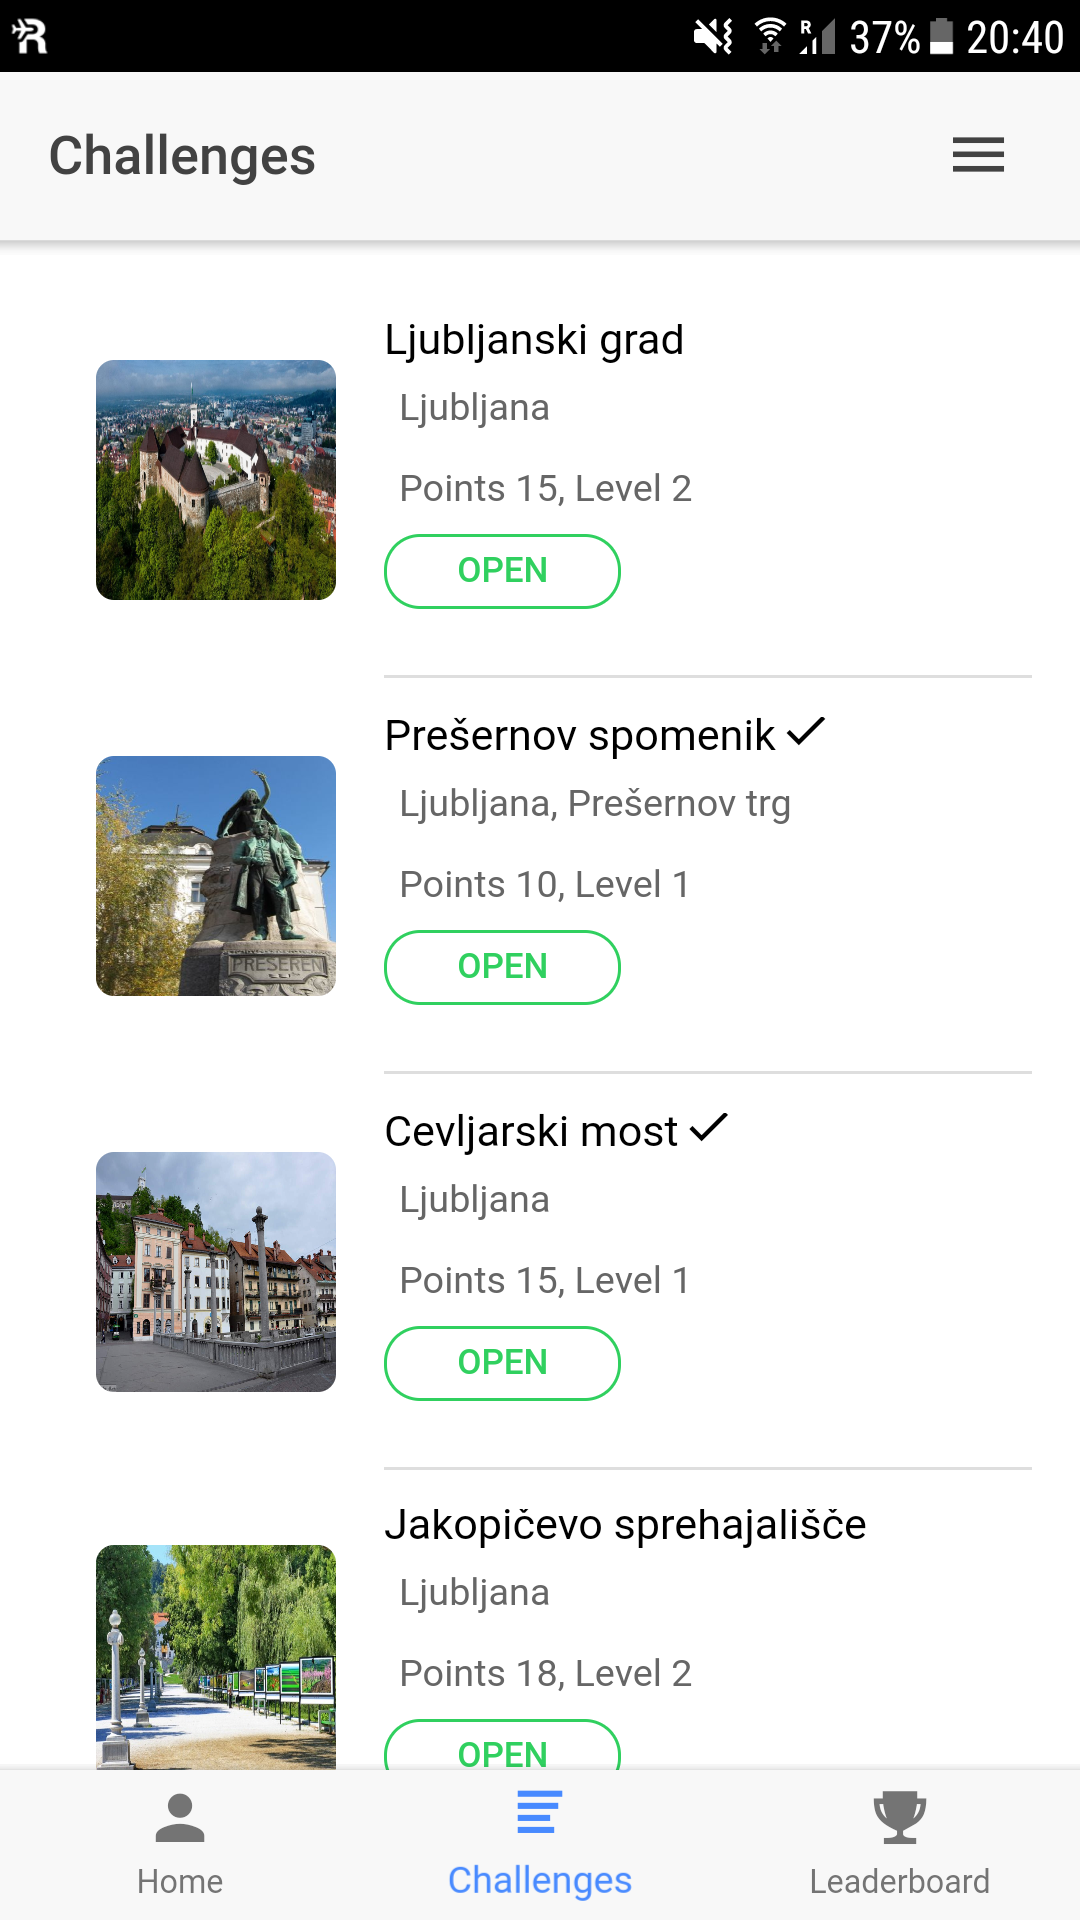 37% 20:40
Challenges
Ljubljanski grad
Ljubljana
Points 15, Level 2
OPEN
Prešernov spomenik
Ljubljana, Prešernov trg
Points 10, Level 1
OPEN
PRESEREN
Cevljarski most
Ljubljana
Points 15, Level 1
OPEN
Jakopičevo sprehajališče
Ljubljana
Points 18, Level 2
OPEN
Home
Challenges
Leaderboard